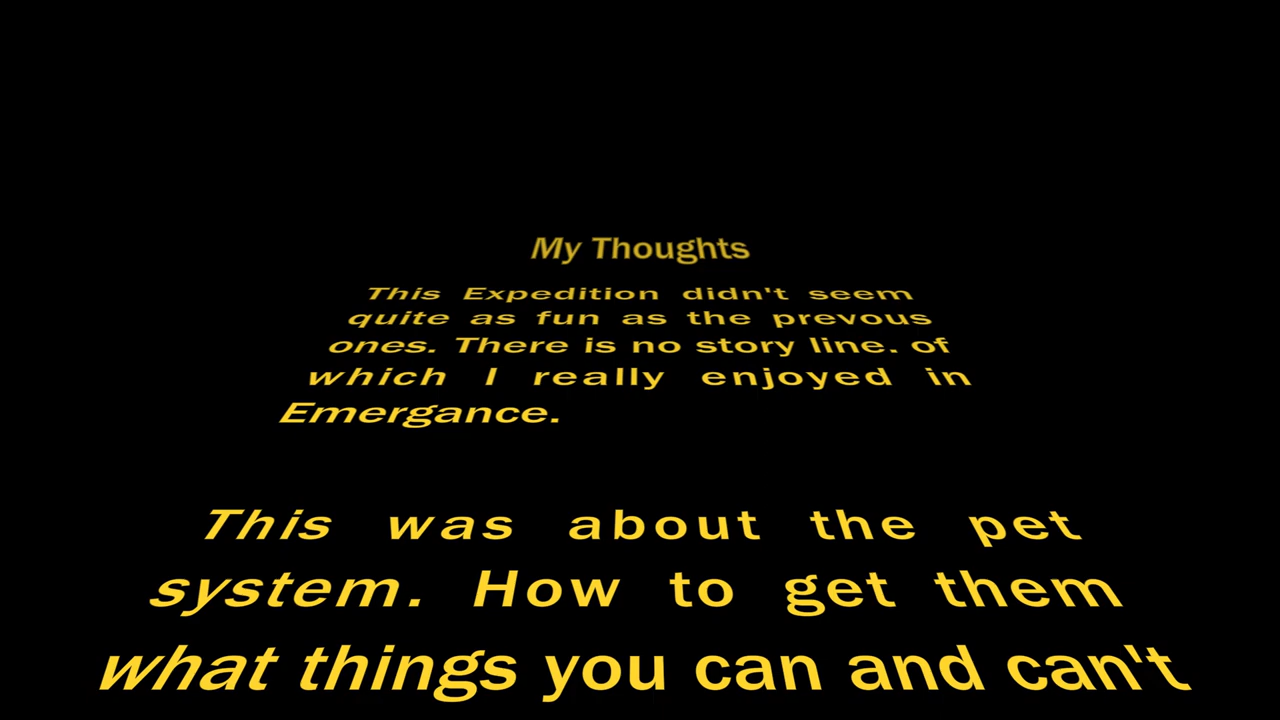 My Thoughts
This Expedition didn't seem
quite as fun as the prevous
ones. There is no story line. of
which I really enjoyed in
Emergance.
This was about the pet
system. How to get them
what things you can and can't